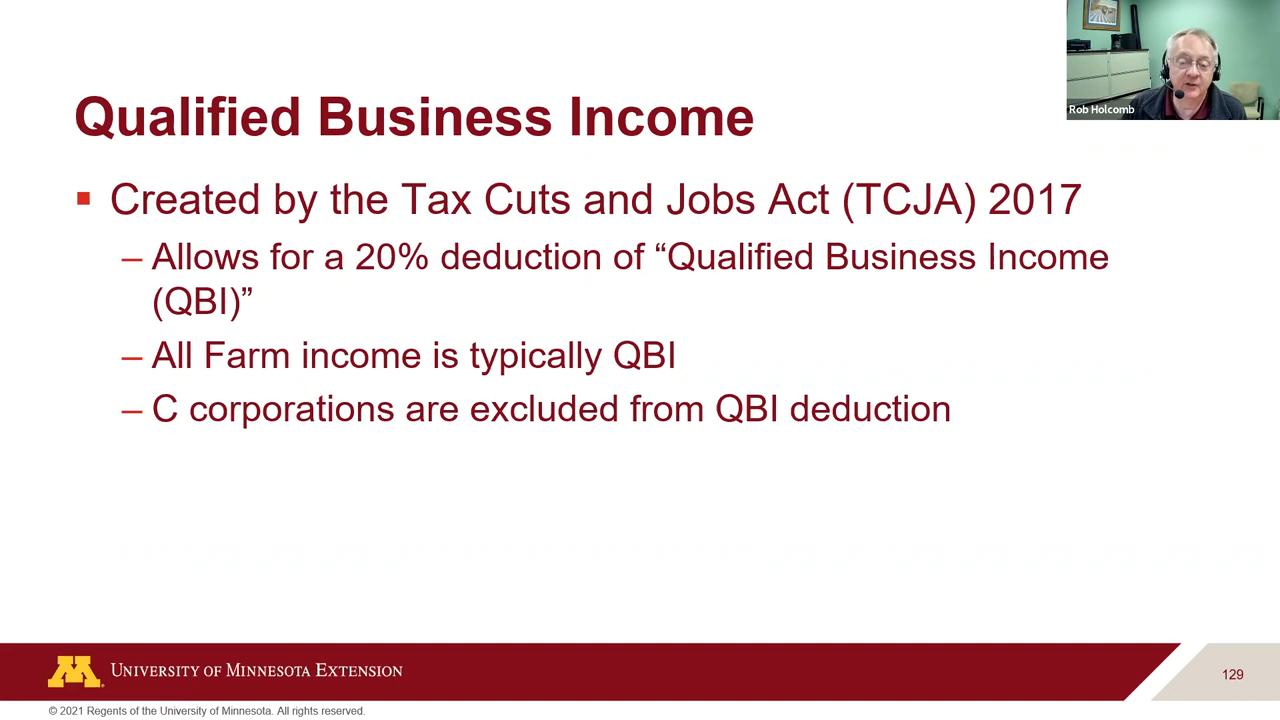 Rob Holcomb
Qualified Business Income
▪ Created by the Tax Cuts and Jobs Act (TCJA) 2017
– Allows for a 20% deduction of “Qualified Business Income
(QBI)”
– All Farm income is typically QBI
– C corporations are excluded from QBI deduction
M
UNIVERSITY OF MINNESOTA EXTENSION
129
© 2021 Regents of the University of Minnesota. All rights reserved.